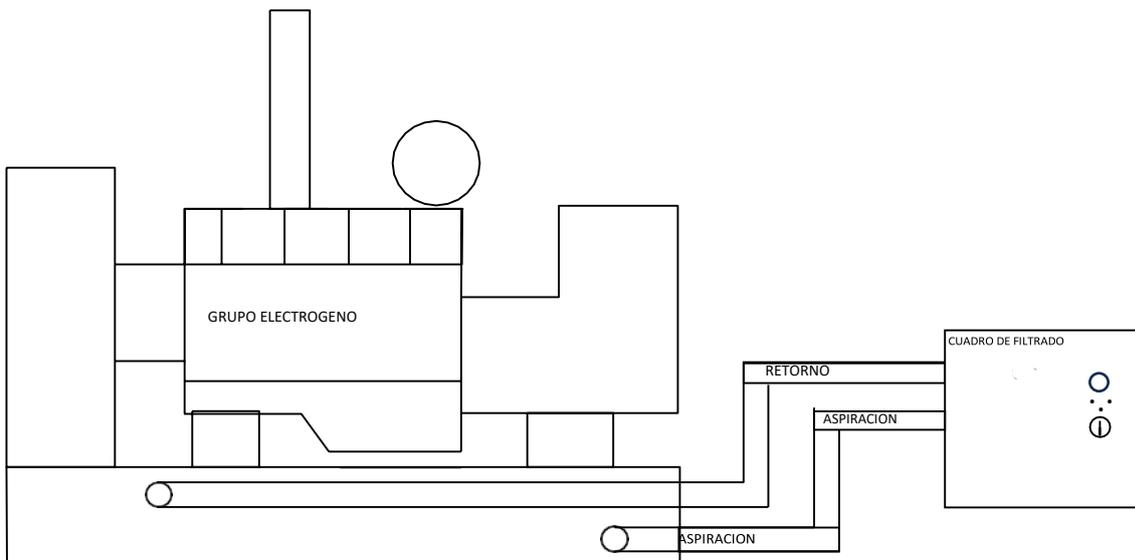 GRUPO ELECTROGENO
CUADRO DE FILTRADO
RETORNO
ASPIRACION
ASPIRACION